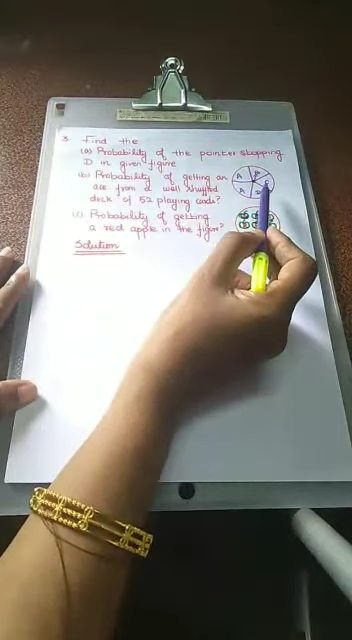 3. Find the
(a) Probability of the pointer stopping
D in given figure
(b) Probability of getting an
ace from a well shuffled
deck of 52 playing cards?
(c) Probability of getting
a red apple in the figure?
Solution
A B
C
A D